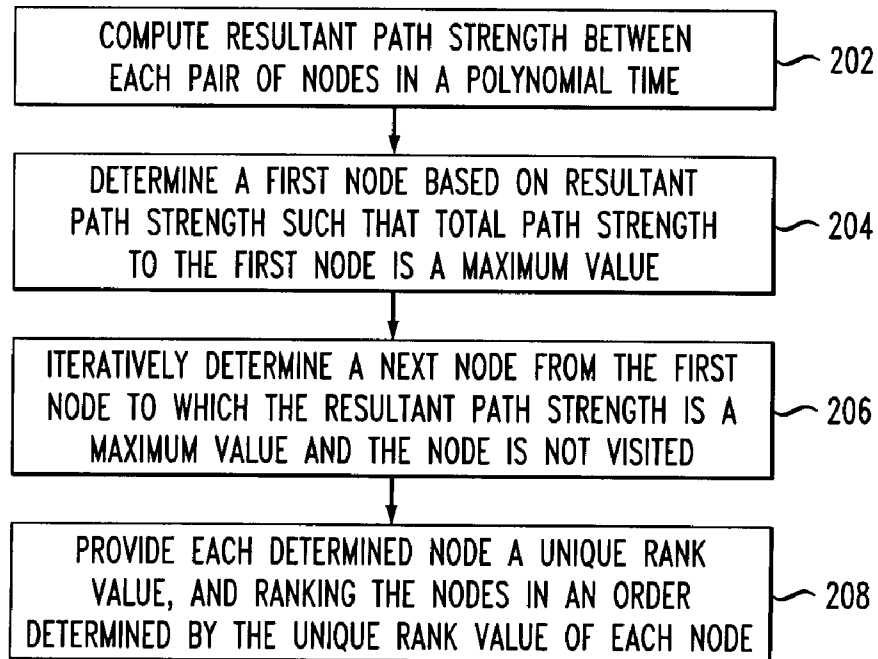 COMPUTE RESULTANT PATH STRENGTH BETWEEN
EACH PAIR OF NODES IN A POLYNOMIAL TIME
202
DETERMINE A FIRST NODE BASED ON RESULTANT
PATH STRENGTH SUCH THAT TOTAL PATH STRENGTH
TO THE FIRST NODE IS A MAXIMUM VALUE
204
ITERATIVELY DETERMINE A NEXT NODE FROM THE FIRST
NODE TO WHICH THE RESULTANT PATH STRENGTH IS A
MAXIMUM VALUE AND THE NODE IS NOT VISITED
206
PROVIDE EACH DETERMINED NODE A UNIQUE RANK
VALUE, AND RANKING THE NODES IN AN ORDER
DETERMINED BY THE UNIQUE RANK VALUE OF EACH NODE
208